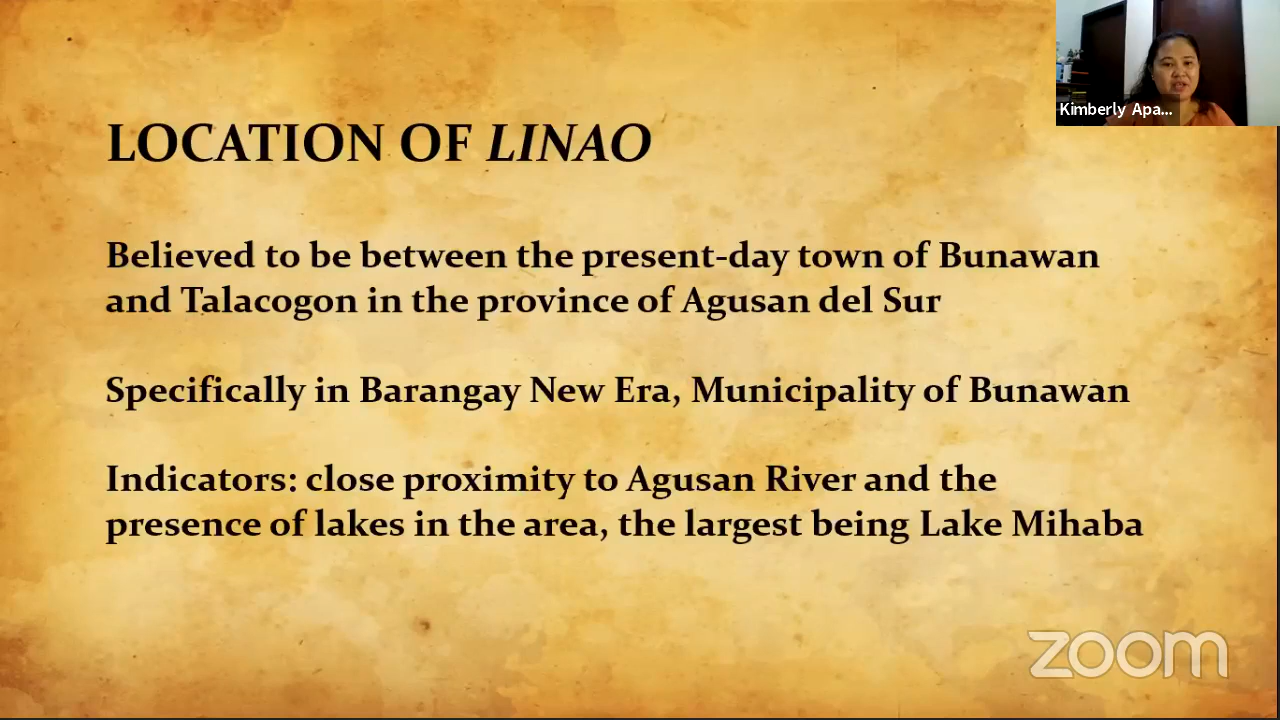 Kimberly Apa...
LOCATION OF LINAO
Believed to be between the present-day town of Bunawan
and Talacogon in the province of Agusan del Sur
Specifically in Barangay New Era, Municipality of Bunawan
Indicators: close proximity to Agusan River and the
presence of lakes in the area, the largest being Lake Mihaba
zoom